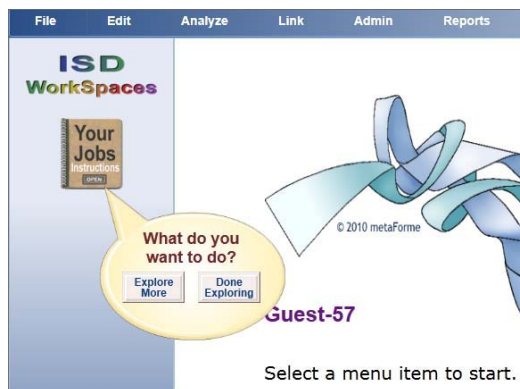 File Edit Analyze Link Admin Reports
ISD
WorkSpaces
Your
Jobs
Instructions
OPEN
© 2010 metaForme
What do you
want to do?
Explore
More
Done
Exploring
Guest-57
Select a menu item to start.